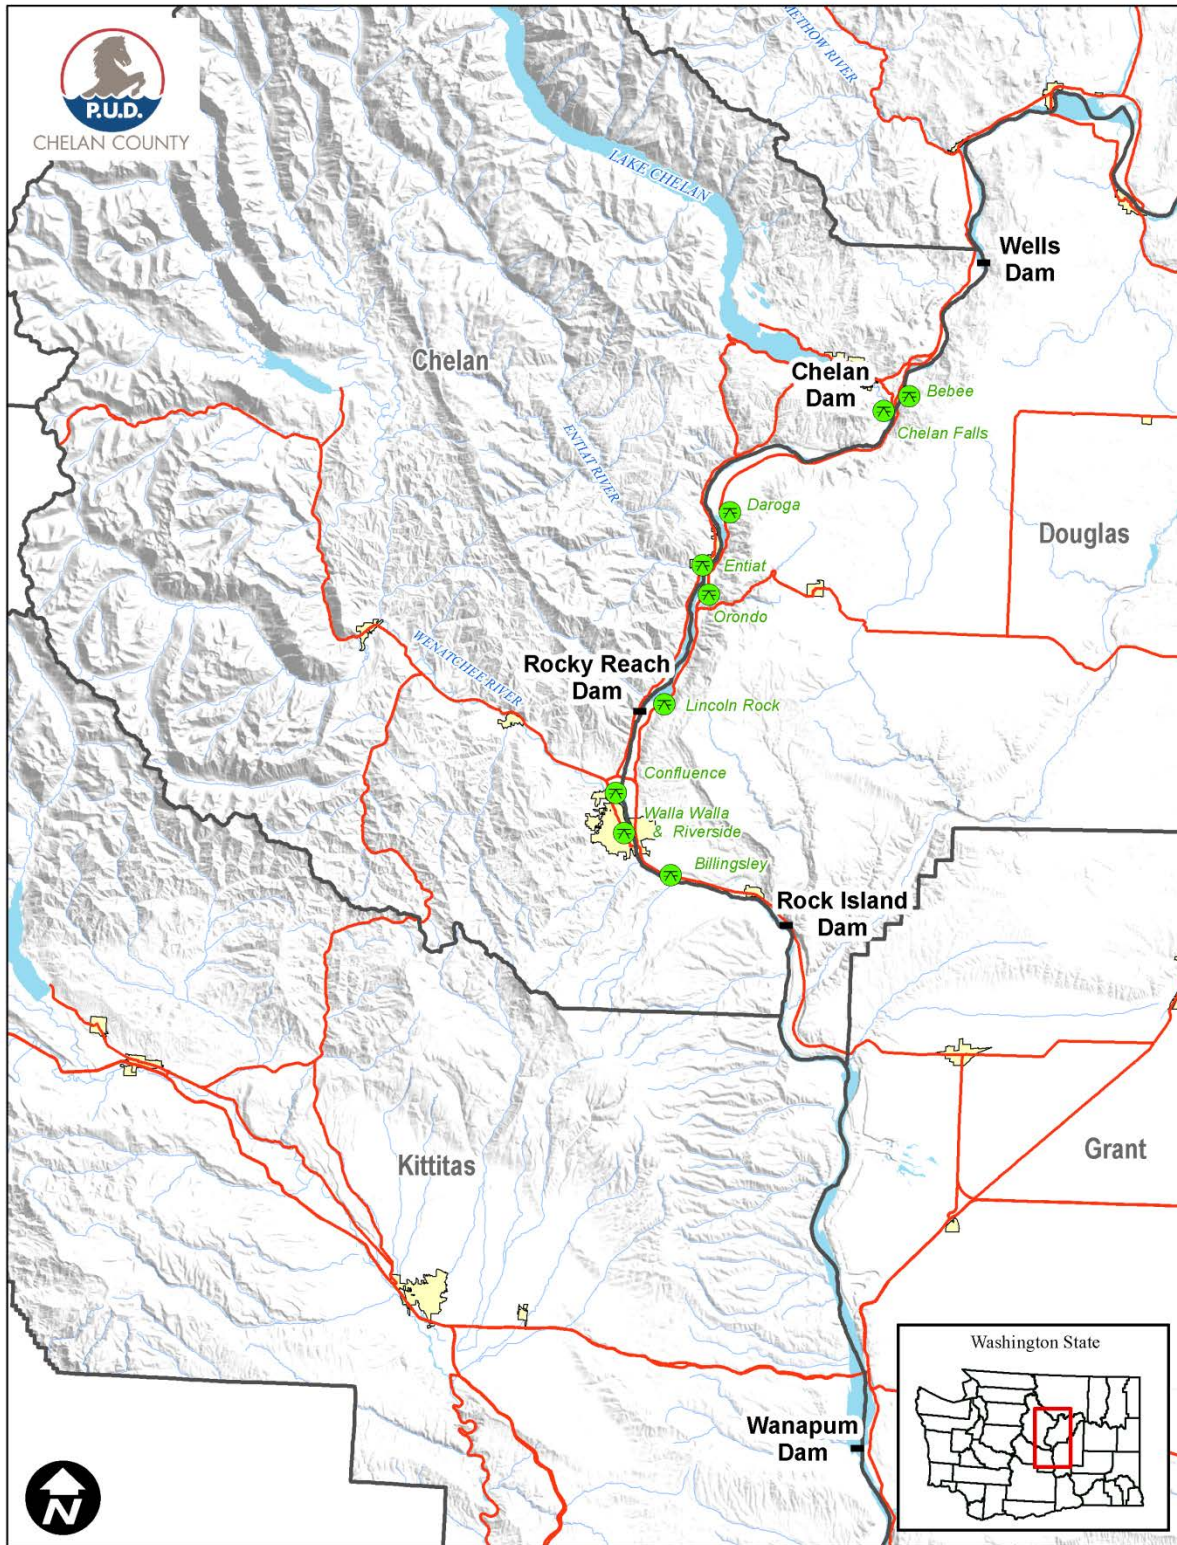 P.U.D.
CHELAN COUNTY
METHOW RIVER
LAKE CHELAN
Wells
Dam
Chelan
Chelan
Dam
Bebee
Chelan Falls
ENTIAT RIVER
Daroga
Douglas
Entiat
Orondo
WENATCHEE RIVER
Rocky Reach
Dam
Lincoln Rock
Confluence
Walla Walla
& Riverside
Billingsley
Rock Island
Dam
Kittitas
Grant
Washington State
Wanapum
Dam
N